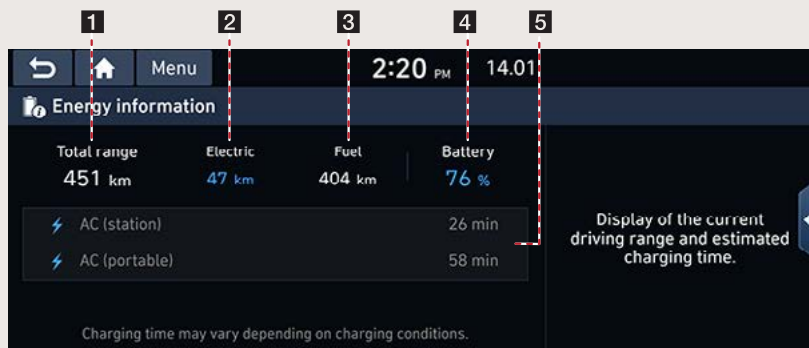 1 2 3 4 5
Menu 2:20 PM 14.01
Energy information
Total range Electric Fuel Battery
451 km 47 km 404 km 76 %
AC (station) 26 min
AC (portable) 58 min
Display of the current
driving range and estimated
charging time.
Charging time may vary depending on charging conditions.